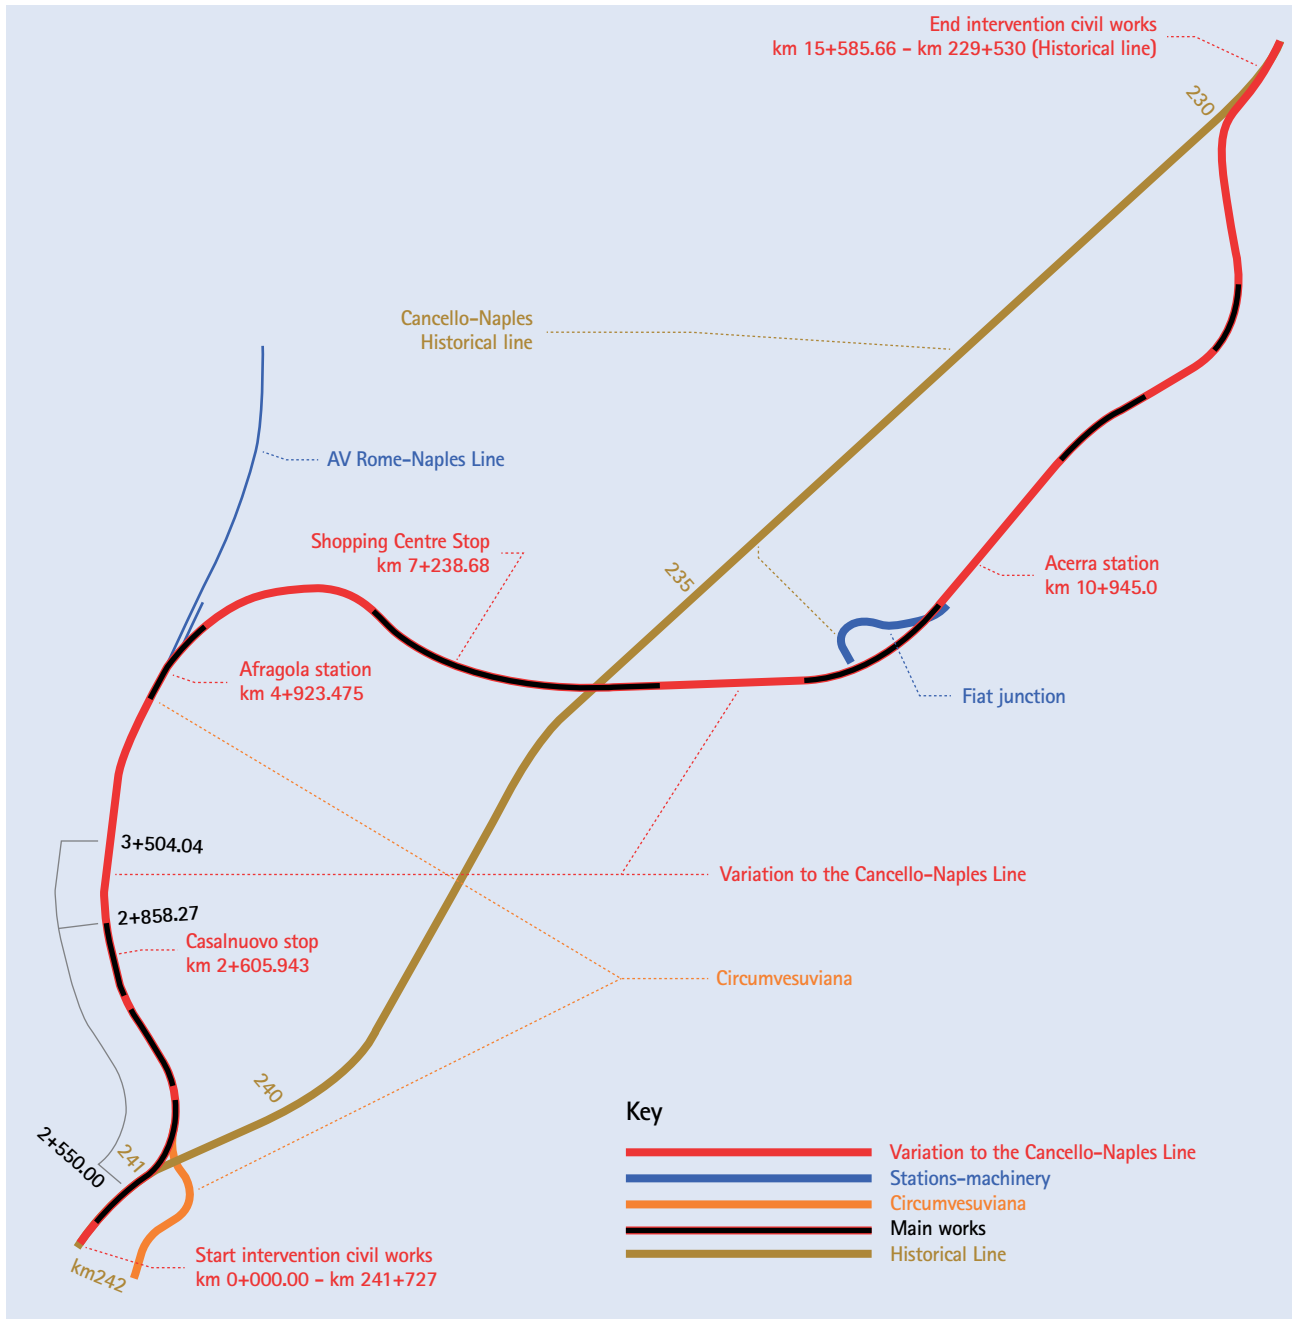 End intervention civil works
km 15+585.66 - km 229+530 (Historical line)
230
Cancello-Naples
Historical line
AV Rome-Naples Line
Shopping Centre Stop
km 7+238.68
235
Acerra station
km 10+945.0
Afragola station
km 4+923.475
Fiat junction
3+504.04
Variation to the Cancello-Naples Line
2+858.27
Casalnuovo stop
km 2+605.943
Circumvesuviana
240
2+550.00
241
km242
Start intervention civil works
km 0+000.00 - km 241+727
Key
Variation to the Cancello-Naples Line
Stations-machinery
Circumvesuviana
Main works
Historical Line